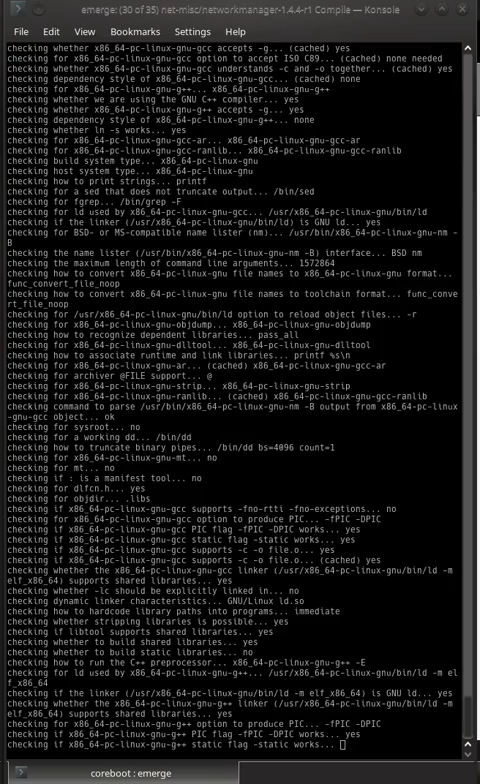 emerge: (30 of 35) net-misc/networkmanager-1.4.4-r1 Compile — Konsole
File Edit View Bookmarks Settings Help
checking whether x86_64-pc-linux-gnu-gcc accepts -g... (cached) yes
checking for x86_64-pc-linux-gnu-gcc option to accept ISO C89... (cached) none needed
checking whether x86_64-pc-linux-gnu-gcc understands -c and -o together... (cached) yes
checking dependency style of x86_64-pc-linux-gnu-gcc... (cached) none
checking for x86_64-pc-linux-gnu-g++... x86_64-pc-linux-gnu-g++
checking whether we are using the GNU C++ compiler... yes
checking whether x86_64-pc-linux-gnu-g++ accepts -g... yes
checking dependency style of x86_64-pc-linux-gnu-g++... none
checking whether ln -s works... yes
checking for x86_64-pc-linux-gnu-gcc-ar... x86_64-pc-linux-gnu-gcc-ar
checking for x86_64-pc-linux-gnu-gcc-ranlib... x86_64-pc-linux-gnu-gcc-ranlib
checking build system type... x86_64-pc-linux-gnu
checking host system type... x86_64-pc-linux-gnu
checking how to print strings... printf
checking for a sed that does not truncate output... /bin/sed
checking for fgrep... /bin/grep -F
checking for ld used by x86_64-pc-linux-gnu-gcc... /usr/x86_64-pc-linux-gnu/bin/ld
checking if the linker (/usr/x86_64-pc-linux-gnu/bin/ld) is GNU ld... yes
checking for BSD- or MS-compatible name lister (nm)... /usr/bin/x86_64-pc-linux-gnu-nm -
B
checking the name lister (/usr/bin/x86_64-pc-linux-gnu-nm -B) interface... BSD nm
checking the maximum length of command line arguments... 1572864
checking how to convert x86_64-pc-linux-gnu file names to x86_64-pc-linux-gnu format...
func_convert_file_noop
checking how to convert x86_64-pc-linux-gnu file names to toolchain format... func_conve
rt_file_noop
checking for /usr/x86_64-pc-linux-gnu/bin/ld option to reload object files... -r
checking for x86_64-pc-linux-gnu-objdump... x86_64-pc-linux-gnu-objdump
checking how to recognize dependent libraries... pass_all
checking for x86_64-pc-linux-gnu-dlltool... x86_64-pc-linux-gnu-dlltool
checking how to associate runtime and link libraries... printf %s\n
checking for x86_64-pc-linux-gnu-ar... (cached) x86_64-pc-linux-gnu-gcc-ar
checking for archiver @FILE support... @
checking for x86_64-pc-linux-gnu-strip... x86_64-pc-linux-gnu-strip
checking for x86_64-pc-linux-gnu-ranlib... (cached) x86_64-pc-linux-gnu-gcc-ranlib
checking command to parse /usr/bin/x86_64-pc-linux-gnu-nm -B output from x86_64-pc-linux
-gnu-gcc object... ok
checking for sysroot... no
checking for a working dd... /bin/dd
checking how to truncate binary pipes... /bin/dd bs=4096 count=1
checking for x86_64-pc-linux-gnu-mt... no
checking for mt... no
checking if : is a manifest tool... no
checking for dlfcn.h... yes
checking for objdir... .libs
checking if x86_64-pc-linux-gnu-gcc supports -fno-rtti -fno-exceptions... no
checking for x86_64-pc-linux-gnu-gcc option to produce PIC... -fPIC -DPIC
checking if x86_64-pc-linux-gnu-gcc PIC flag -fPIC -DPIC works... yes
checking if x86_64-pc-linux-gnu-gcc static flag -static works... yes
checking if x86_64-pc-linux-gnu-gcc supports -c -o file.o... yes
checking if x86_64-pc-linux-gnu-gcc supports -c -o file.o... (cached) yes
checking whether the x86_64-pc-linux-gnu-gcc linker (/usr/x86_64-pc-linux-gnu/bin/ld -m
elf_x86_64) supports shared libraries... yes
checking whether -lc should be explicitly linked in... no
checking dynamic linker characteristics... GNU/Linux ld.so
checking how to hardcode library paths into programs... immediate
checking whether stripping libraries is possible... yes
checking if libtool supports shared libraries... yes
checking whether to build shared libraries... yes
checking whether to build static libraries... no
checking how to run the C++ preprocessor... x86_64-pc-linux-gnu-g++ -E
checking for ld used by x86_64-pc-linux-gnu-g++... /usr/x86_64-pc-linux-gnu/bin/ld -m el
f_x86_64
checking if the linker (/usr/x86_64-pc-linux-gnu/bin/ld -m elf_x86_64) is GNU ld... yes
checking whether the x86_64-pc-linux-gnu-g++ linker (/usr/x86_64-pc-linux-gnu/bin/ld -m
elf_x86_64) supports shared libraries... yes
checking for x86_64-pc-linux-gnu-g++ option to produce PIC... -fPIC -DPIC
checking if x86_64-pc-linux-gnu-g++ PIC flag -fPIC -DPIC works... yes
checking if x86_64-pc-linux-gnu-g++ static flag -static works...
coreboot : emerge